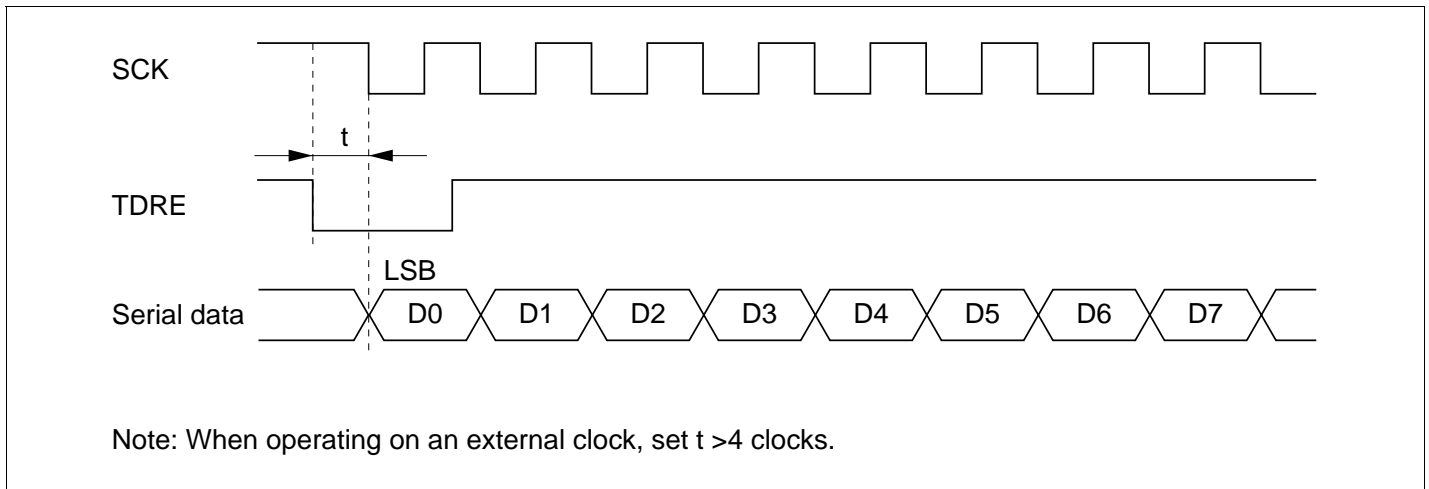 SCK
t
TDRE
LSB
Serial data D0 D1 D2 D3 D4 D5 D6 D7
Note: When operating on an external clock, set t >4 clocks.